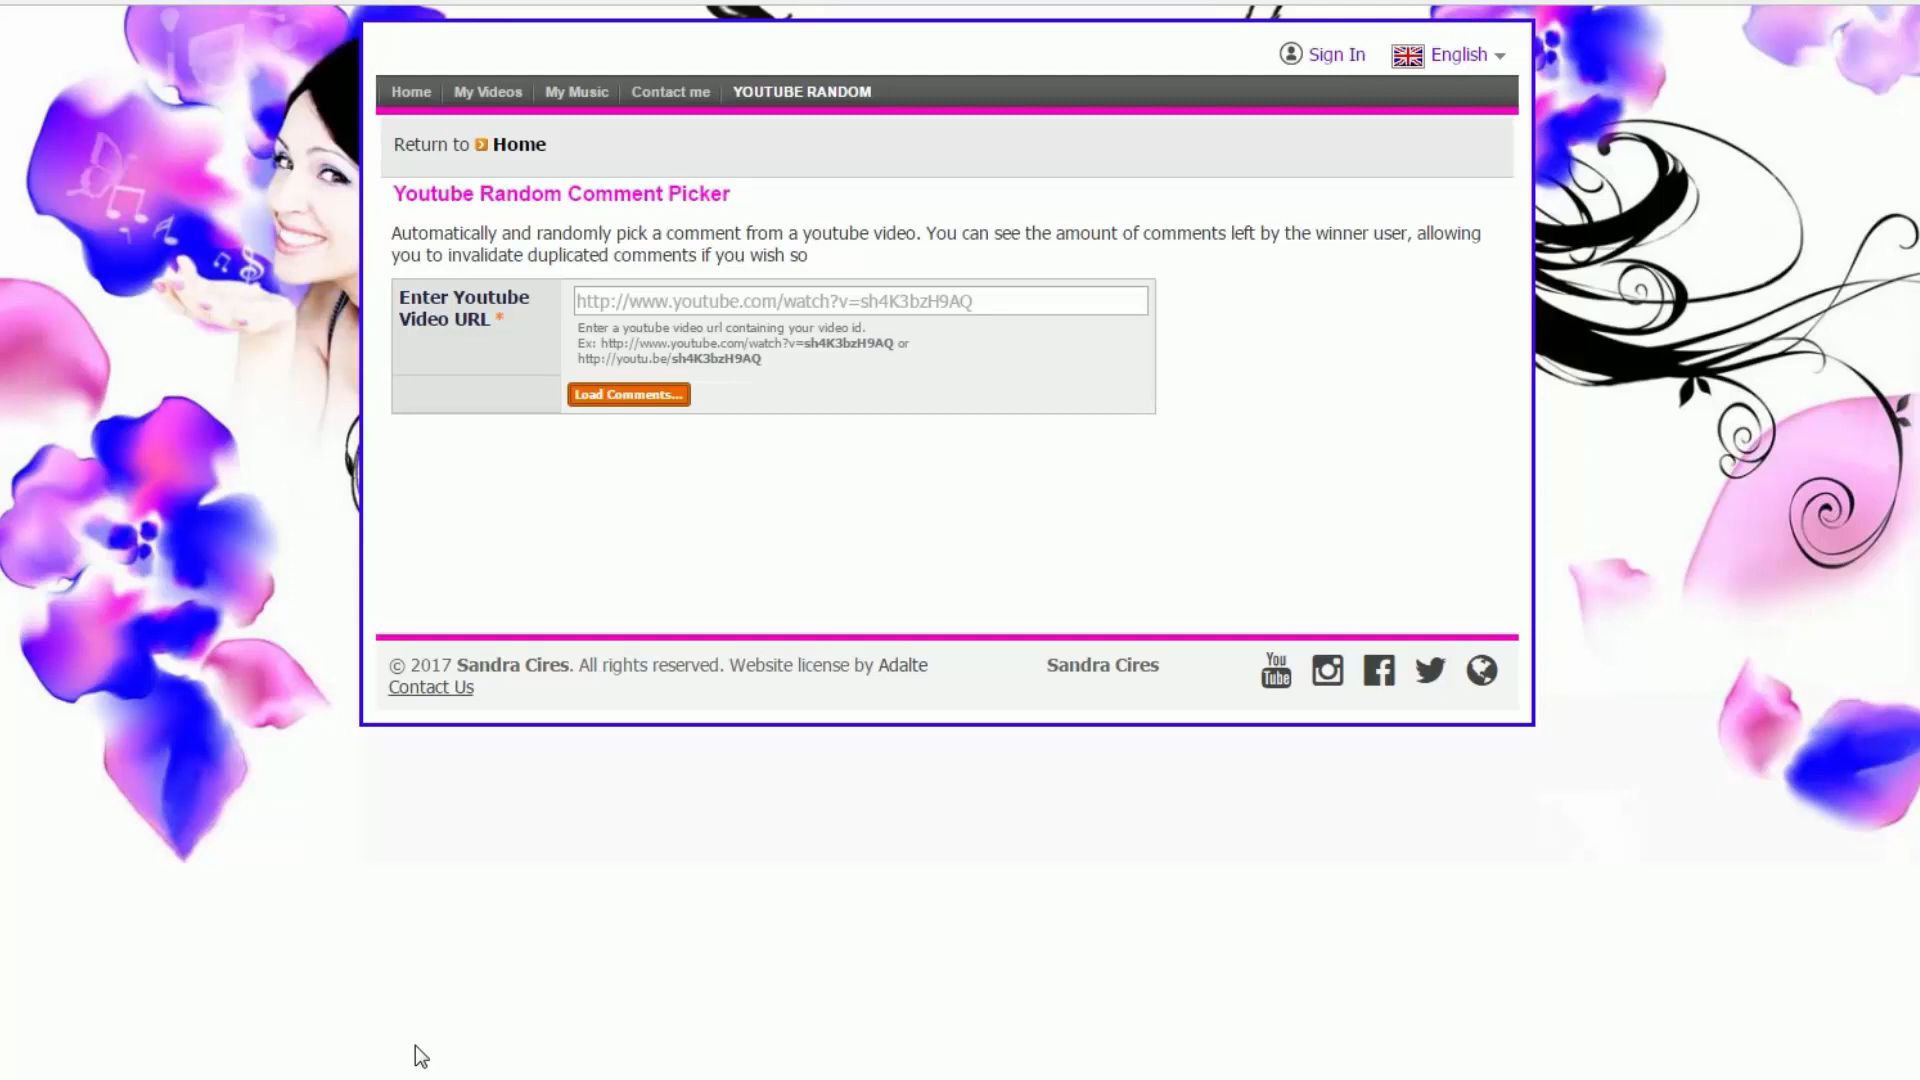 Sign In English
Home My Videos My Music Contact me YOUTUBE RANDOM
Return to Home
Youtube Random Comment Picker
Automatically and randomly pick a comment from a youtube video. You can see the amount of comments left by the winner user, allowing
you to invalidate duplicated comments if you wish so
Enter Youtube
Video URL *
http://www.youtube.com/watch?v=sh4K3bzH9AQ
Enter a youtube video url containing your video id.
Ex: http://www.youtube.com/watch?v=sh4K3bzH9AQ or
http://youtu.be/sh4K3bzH9AQ
Load Comments...
© 2017 Sandra Cires. All rights reserved. Website license by Adalte
Contact Us
Sandra Cires
You
Tube